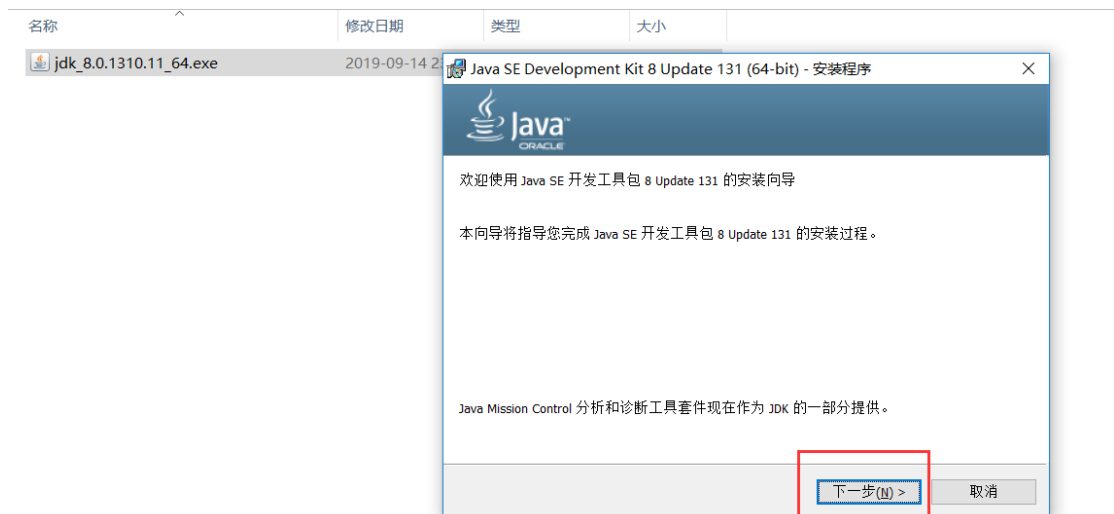 名称 修改日期 类型 大小
jdk_8.0.1310.11_64.exe 2019-09-14 2
Java SE Development Kit 8 Update 131 (64-bit) - 安装程序
Java™
ORACLE
欢迎使用 Java SE 开发工具包 8 Update 131 的安装向导
本向导将指导您完成 Java SE 开发工具包 8 Update 131 的安装过程。
Java Mission Control 分析和诊断工具套件现在作为 JDK 的一部分提供。
下一步(N) > 取消